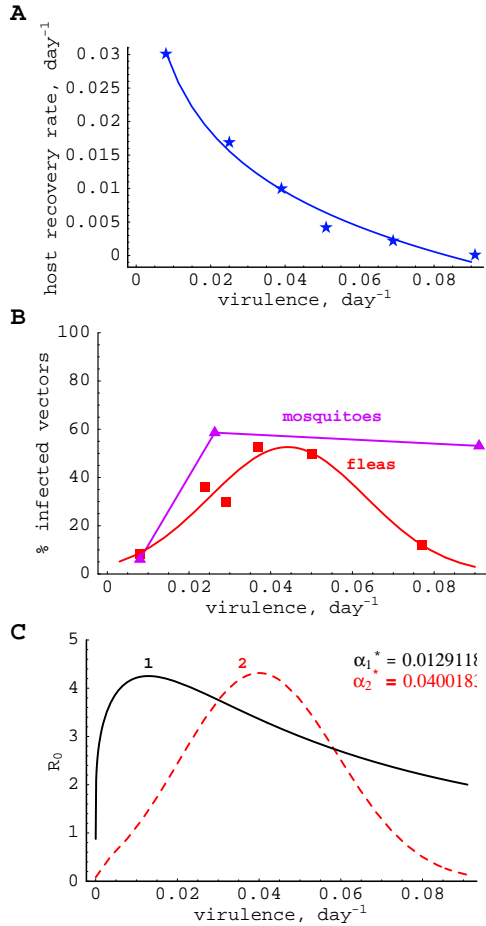 A
host recovery rate, day⁻¹
0.03
0.025
0.02
0.015
0.01
0.005
0
0 0.02 0.04 0.06 0.08
virulence, day⁻¹
B
% infected vectors
100
80
60
40
20
0
mosquitoes
fleas
0 0.02 0.04 0.06 0.08
virulence, day⁻¹
C
R₀
5
4
3
2
1
0
1
2
α₁* = 0.0129118
α₂* = 0.0400183
0 0.02 0.04 0.06 0.08
virulence, day⁻¹